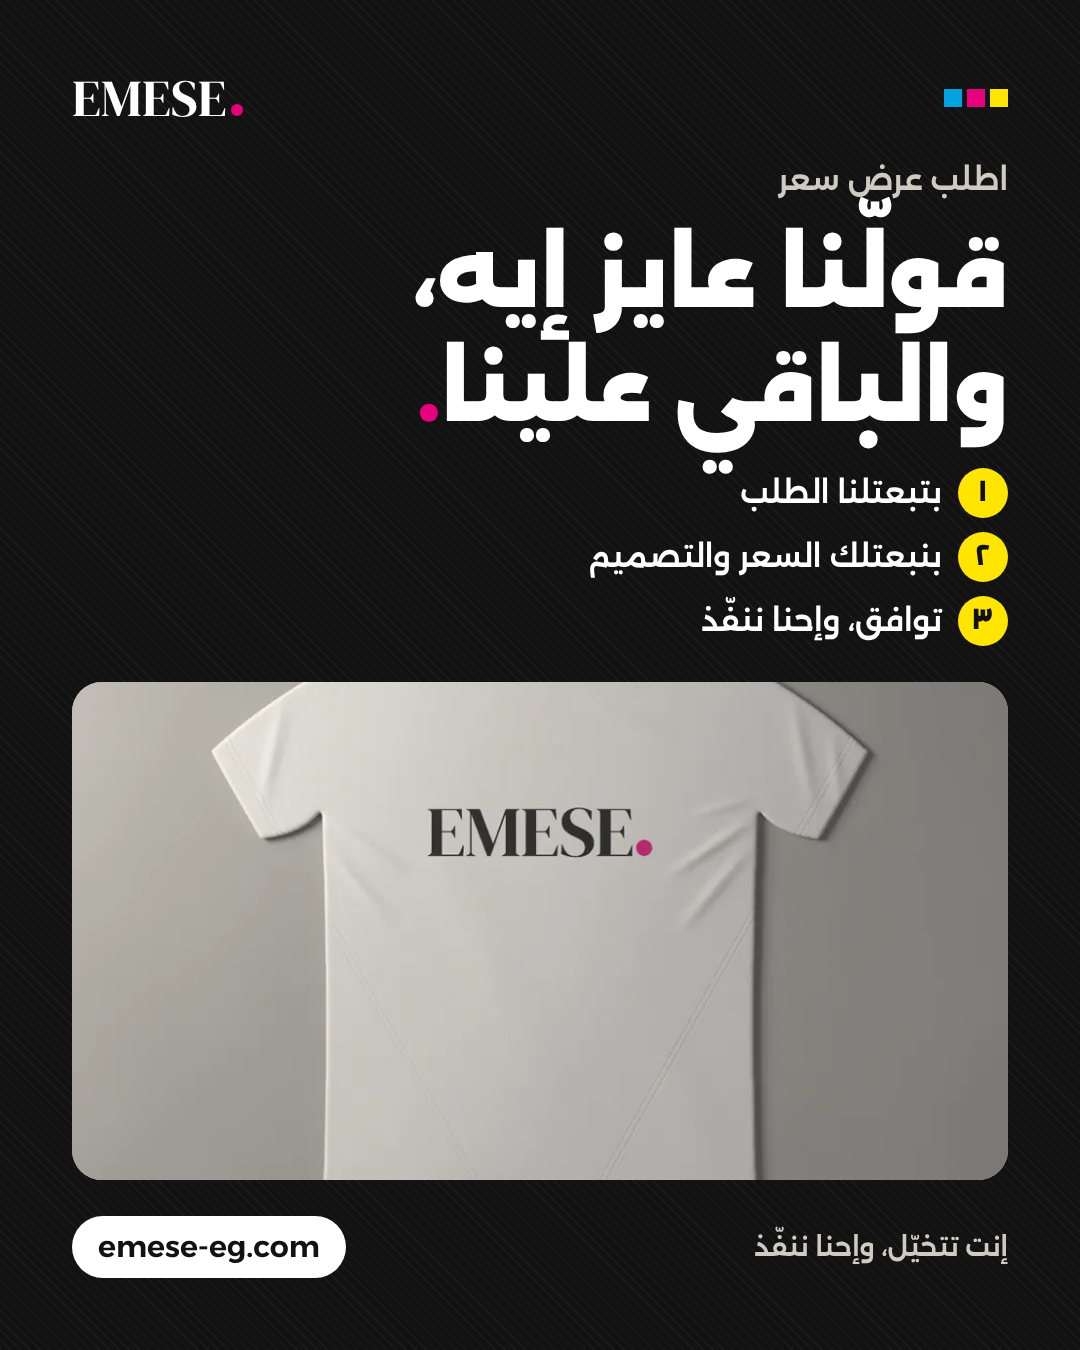 EMESE.
اطلب عرض سعر
قولّنا عايز إيه،
والباقي علينا.
١ بتبعتلنا الطلب
٢ بنبعتلك السعر والتصميم
٣ توافق، وإحنا ننفّذ
EMESE.
إنت تتخيّل، وإحنا ننفّذ
emese-eg.com